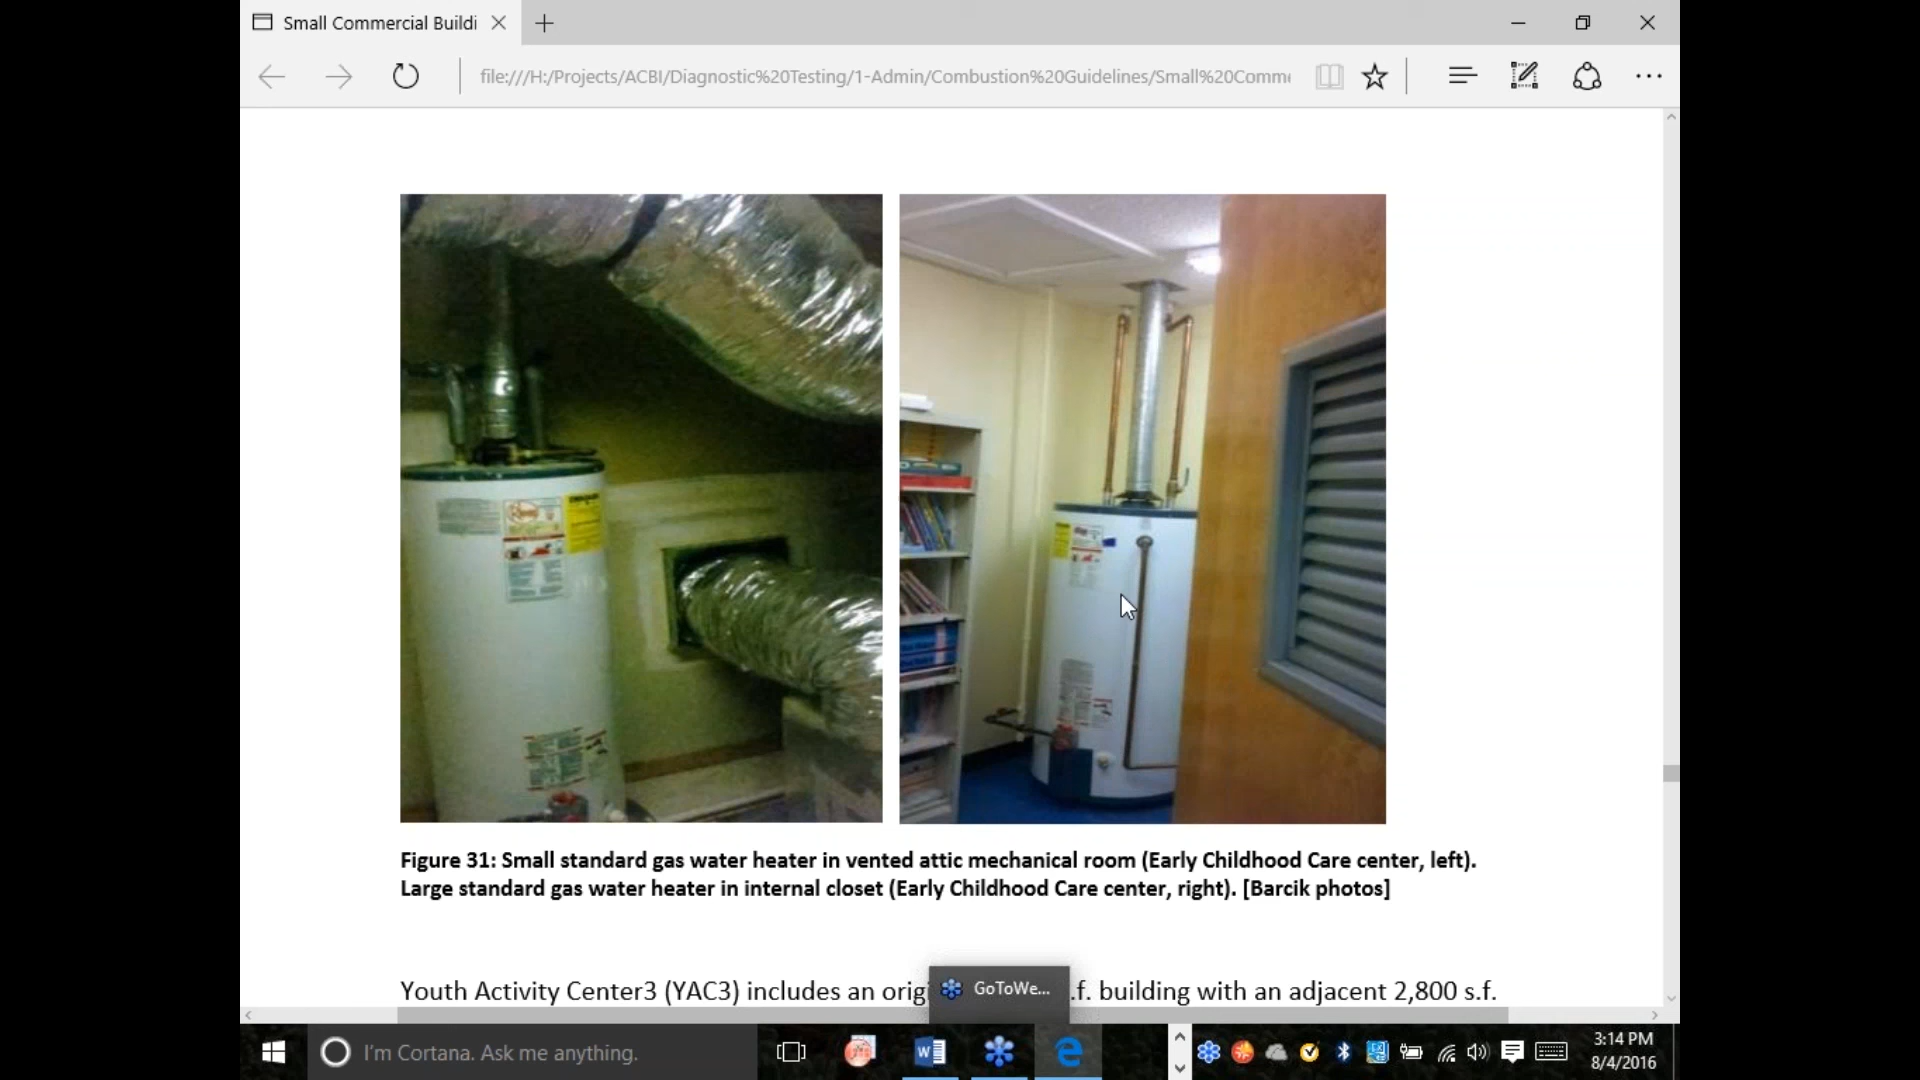 Small Commercial Buildi
file:///H:/Projects/ACBI/Diagnostic%20Testing/1-Admin/Combustion%20Guidelines/Small%20Comme
Figure 31: Small standard gas water heater in vented attic mechanical room (Early Childhood Care center, left).
Large standard gas water heater in internal closet (Early Childhood Care center, right). [Barcik photos]
Youth Activity Center3 (YAC3) includes an .f. building with an adjacent 2,800 s.f.
GoToWe...
I'm Cortana. Ask me anything.
3:14 PM
8/4/2016